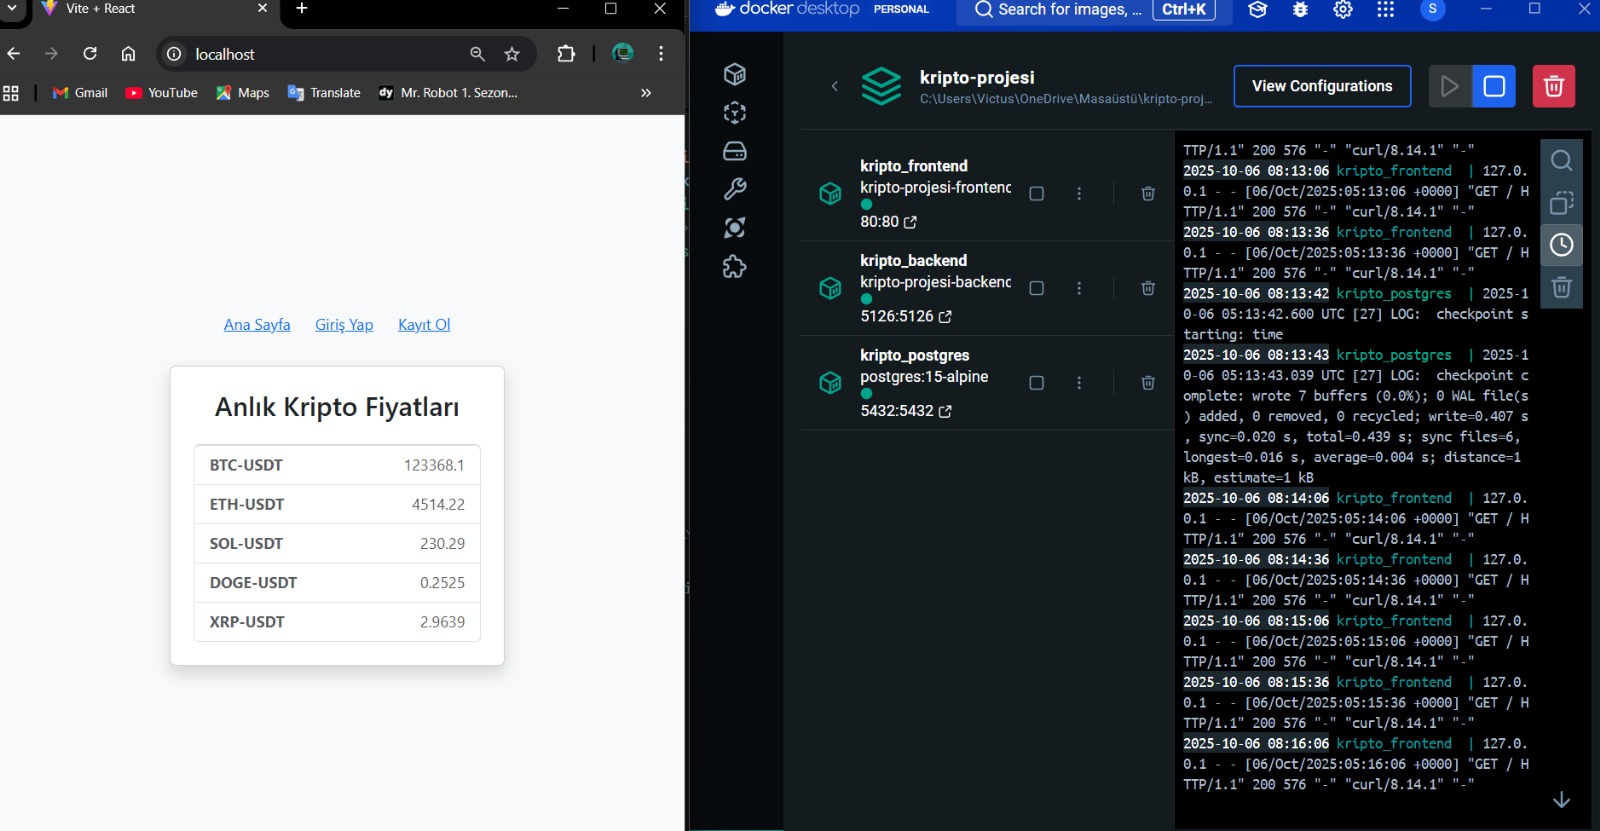 Vite + React
localhost
Gmail
YouTube
Maps
Translate
dy
Mr. Robot 1. Sezon...
»
Ana Sayfa
Giriş Yap
Kayıt Ol
Anlık Kripto Fiyatları
BTC-USDT 123368.1
ETH-USDT 4514.22
SOL-USDT 230.29
DOGE-USDT 0.2525
XRP-USDT 2.9639
docker desktop PERSONAL
Search for images, ... Ctrl+K
S
kripto-projesi
C:\Users\Victus\OneDrive\Masaüstü\kripto-proj...
View Configurations
kripto_frontend
kripto-projesi-frontend
80:80
kripto_backend
kripto-projesi-backend
5126:5126
kripto_postgres
postgres:15-alpine
5432:5432
TTP/1.1" 200 576 "-" "curl/8.14.1" "-"
2025-10-06 08:13:06 kripto_frontend | 127.0.
0.1 - - [06/Oct/2025:05:13:06 +0000] "GET / H
TTP/1.1" 200 576 "-" "curl/8.14.1" "-"
2025-10-06 08:13:36 kripto_frontend | 127.0.
0.1 - - [06/Oct/2025:05:13:36 +0000] "GET / H
TTP/1.1" 200 576 "-" "curl/8.14.1" "-"
2025-10-06 08:13:42 kripto_postgres | 2025-1
0-06 05:13:42.600 UTC [27] LOG: checkpoint s
tarting: time
2025-10-06 08:13:43 kripto_postgres | 2025-1
0-06 05:13:43.039 UTC [27] LOG: checkpoint c
omplete: wrote 7 buffers (0.0%); 0 WAL file(s
) added, 0 removed, 0 recycled; write=0.407 s
, sync=0.020 s, total=0.439 s; sync files=6,
longest=0.016 s, average=0.004 s; distance=1
kB, estimate=1 kB
2025-10-06 08:14:06 kripto_frontend | 127.0.
0.1 - - [06/Oct/2025:05:14:06 +0000] "GET / H
TTP/1.1" 200 576 "-" "curl/8.14.1" "-"
2025-10-06 08:14:36 kripto_frontend | 127.0.
0.1 - - [06/Oct/2025:05:14:36 +0000] "GET / H
TTP/1.1" 200 576 "-" "curl/8.14.1" "-"
2025-10-06 08:15:06 kripto_frontend | 127.0.
0.1 - - [06/Oct/2025:05:15:06 +0000] "GET / H
TTP/1.1" 200 576 "-" "curl/8.14.1" "-"
2025-10-06 08:15:36 kripto_frontend | 127.0.
0.1 - - [06/Oct/2025:05:15:36 +0000] "GET / H
TTP/1.1" 200 576 "-" "curl/8.14.1" "-"
2025-10-06 08:16:06 kripto_frontend | 127.0.
0.1 - - [06/Oct/2025:05:16:06 +0000] "GET / H
TTP/1.1" 200 576 "-" "curl/8.14.1" "-"